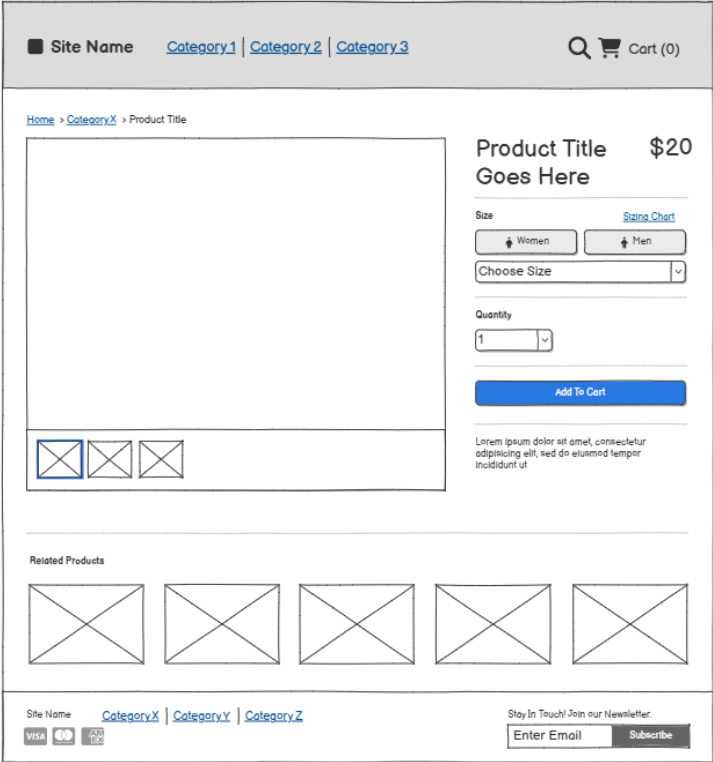 Site Name
Category 1 | Category 2 | Category 3
Cart (0)
Home > Category X > Product Title
Product Title
Goes Here
$20
Size
Sizing Chart
Women
Men
Choose Size
Quantity
1
Add To Cart
Lorem ipsum dolor sit amet, consectetur
adipisicing elit, sed do eiusmod tempor
incididunt ut
Related Products
Site Name
Category X | Category Y | Category Z
VISA
AM
EX
Stay In Touch! Join our Newsletter.
Enter Email
Subscribe